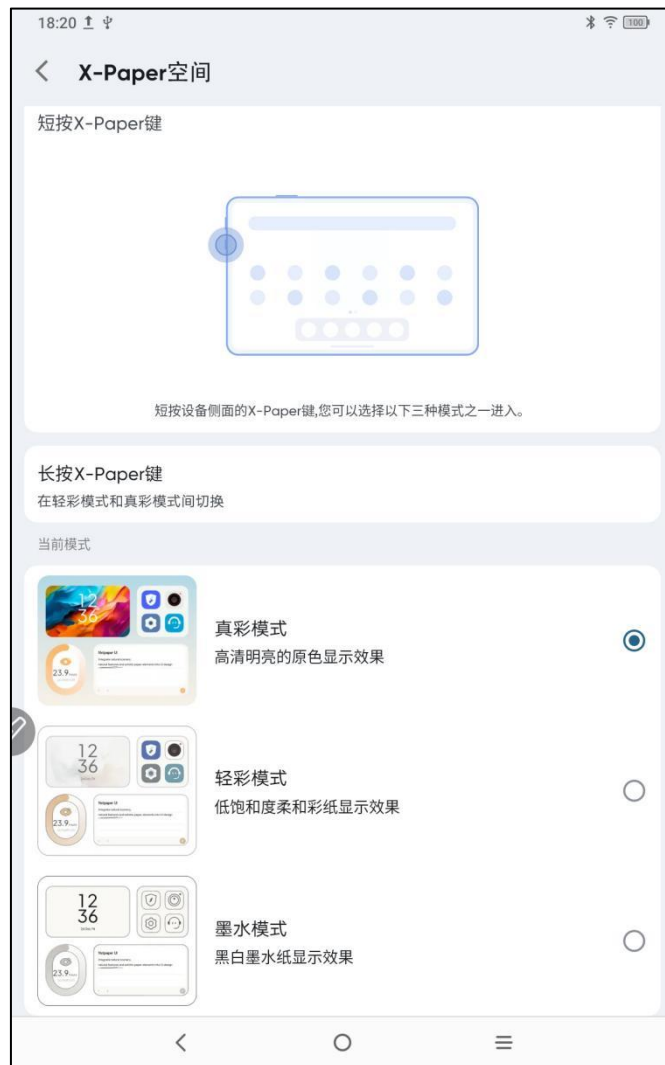 18:20
100
X-Paper空间
短按X-Paper键
短按设备侧面的X-Paper键,您可以选择以下三种模式之一进入。
长按X-Paper键
在轻彩模式和真彩模式间切换
当前模式
12
36
23.9
真彩模式
高清明亮的原色显示效果
12
36
23.9
轻彩模式
低饱和度柔和彩纸显示效果
12
36
23.9
墨水模式
黑白墨水纸显示效果